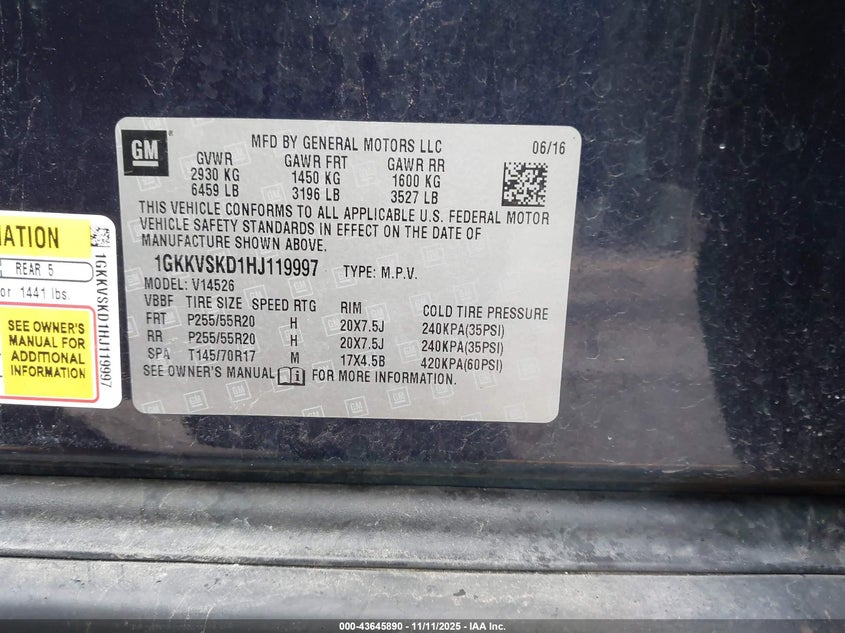 GM
MFD BY GENERAL MOTORS LLC 06/16
GVWR GAWR FRT GAWR RR
2930 KG 1450 KG 1600 KG
6459 LB 3196 LB 3527 LB
THIS VEHICLE CONFORMS TO ALL APPLICABLE U.S. FEDERAL MOTOR
VEHICLE SAFETY STANDARDS IN EFFECT ON THE DATE OF
MANUFACTURE SHOWN ABOVE.
1GKKVSKD1HJ119997 TYPE: M.P.V.
MODEL: V14526
VBBF TIRE SIZE SPEED RTG RIM COLD TIRE PRESSURE
FRT P255/55R20 H 20X7.5J 240KPA(35PSI)
RR P255/55R20 H 20X7.5J 240KPA(35PSI)
SPA T145/70R17 M 17X4.5B 420KPA(60PSI)
SEE OWNER'S MANUAL FOR MORE INFORMATION.
MATION
REAR 5
or 1441 lbs.
SEE OWNER'S
MANUAL FOR
ADDITIONAL
INFORMATION
1GKKVSKD1HJ119997
000-43645890 - 11/11/2025 - IAA Inc.